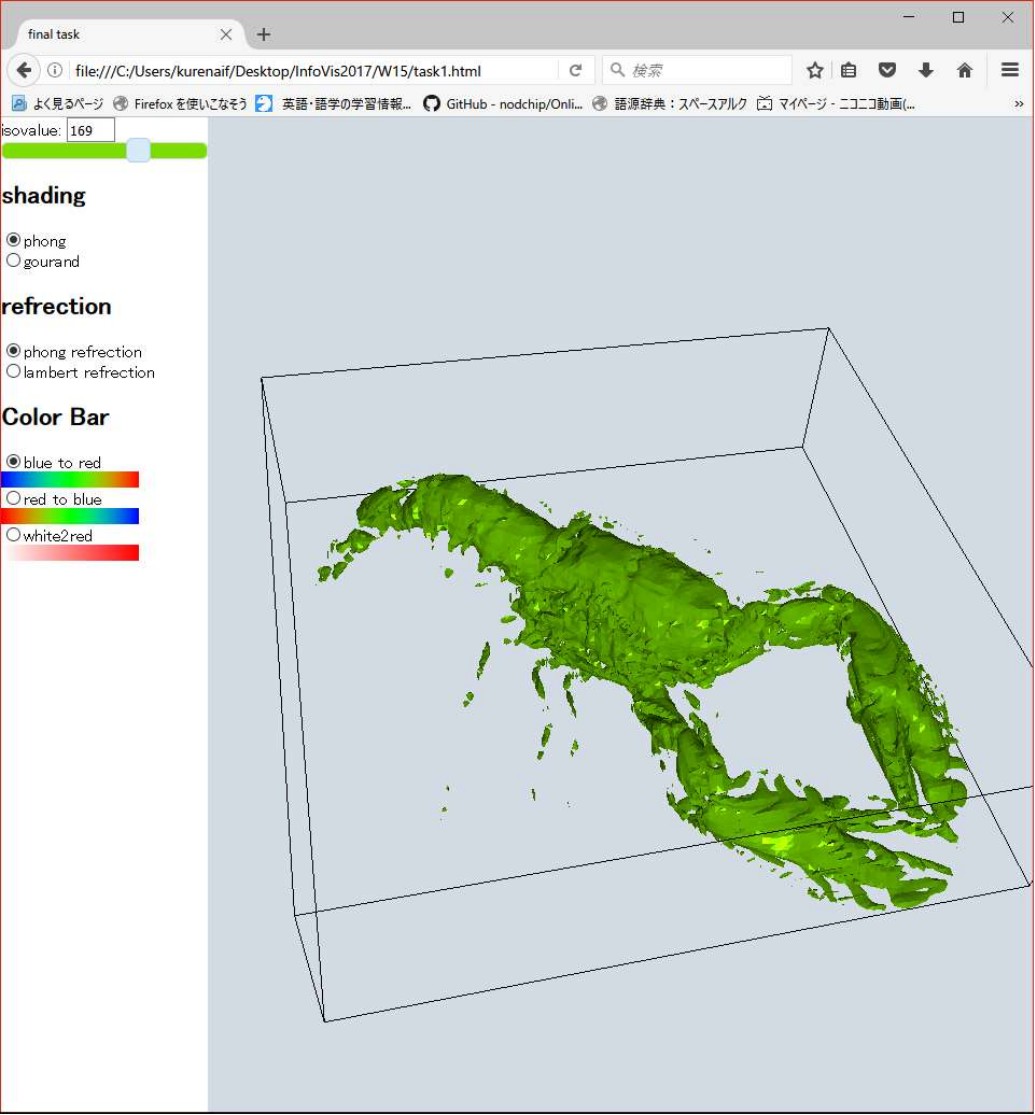 final task
file:///C:/Users/kurenaif/Desktop/InfoVis2017/W15/task1.html
検索
よく見るページ Firefox を使いこなそう 英語・語学の学習情報... GitHub - nodchip/Onli... 語源辞典：スペースアルク マイページ - ニコニコ動画(...
isovalue: 169
shading
phong
gourand
refrection
phong refrection
lambert refrection
Color Bar
blue to red
red to blue
white2red